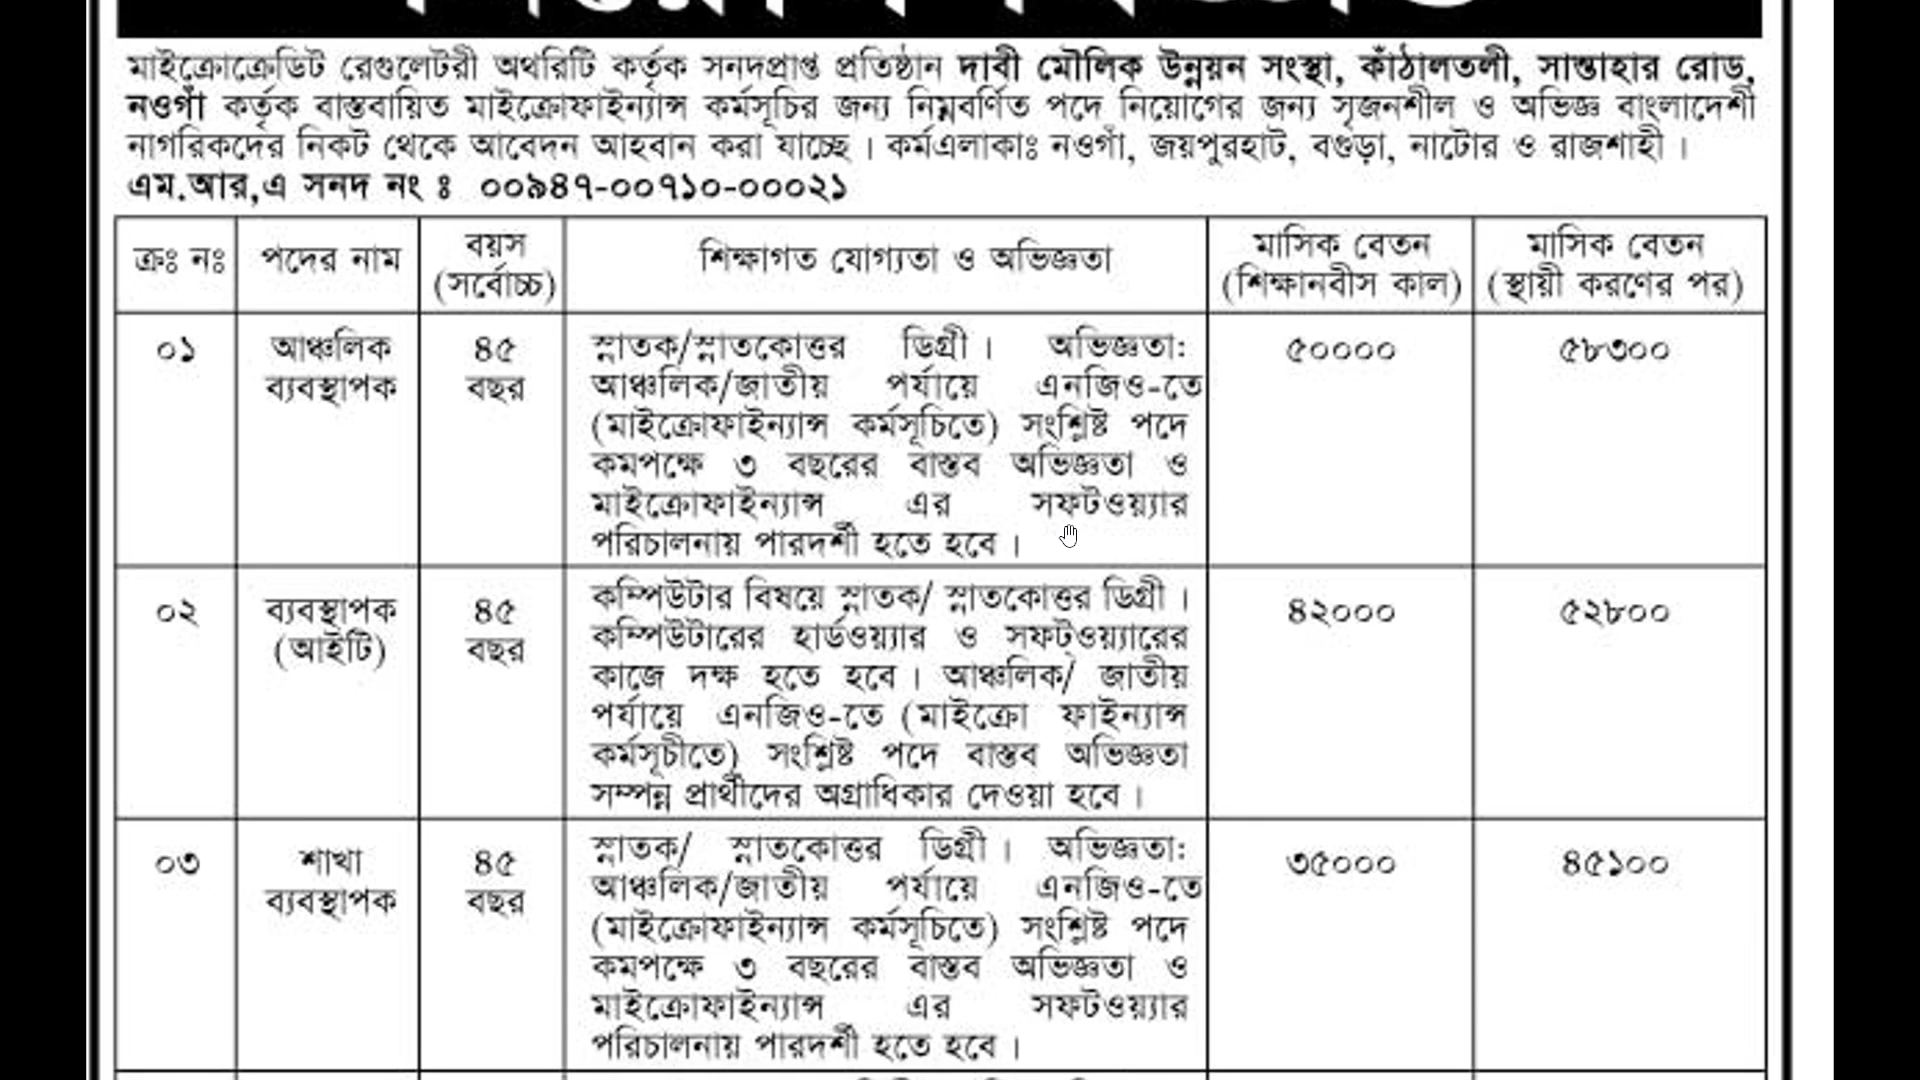 মাইক্রোক্রেডিট রেগুলেটরী অথরিটি কর্তৃক সনদপ্রাপ্ত প্রতিষ্ঠান দাবী মৌলিক উন্নয়ন সংস্থা, কাঁঠালতলী, সান্তাহার রোড,
নওগাঁ কর্তৃক বাস্তবায়িত মাইক্রোফাইন্যান্স কর্মসূচির জন্য নিম্নবর্ণিত পদে নিয়োগের জন্য সৃজনশীল ও অভিজ্ঞ বাংলাদেশী
নাগরিকদের নিকট থেকে আবেদন আহবান করা যাচ্ছে। কর্মএলাকাঃ নওগাঁ, জয়পুরহাট, বগুড়া, নাটোর ও রাজশাহী।
এম.আর,এ সনদ নং ঃ ০০৯৪৭-০০৭১০-০০০২১
ক্রঃ নঃ
পদের নাম
বয়স
(সর্বোচ্চ)
শিক্ষাগত যোগ্যতা ও অভিজ্ঞতা
মাসিক বেতন
(শিক্ষানবীস কাল)
মাসিক বেতন
(স্থায়ী করণের পর)
০১
আঞ্চলিক
ব্যবস্থাপক
৪৫
বছর
স্নাতক/স্নাতকোত্তর ডিগ্রী। অভিজ্ঞতা:
আঞ্চলিক/জাতীয় পর্যায়ে এনজিও-তে
(মাইক্রোফাইন্যান্স কর্মসূচিতে) সংশ্লিষ্ট পদে
কমপক্ষে ৩ বছরের বাস্তব অভিজ্ঞতা ও
মাইক্রোফাইন্যান্স এর সফটওয়্যার
পরিচালনায় পারদর্শী হতে হবে।
৫০০০০
৫৮৩০০
০২
ব্যবস্থাপক
(আইটি)
৪৫
বছর
কম্পিউটার বিষয়ে স্নাতক/ স্নাতকোত্তর ডিগ্রী।
কম্পিউটারের হার্ডওয়্যার ও সফট্ওয়্যারের
কাজে দক্ষ হতে হবে। আঞ্চলিক/ জাতীয়
পর্যায়ে এনজিও-তে (মাইক্রো ফাইন্যান্স
কর্মসূচীতে) সংশ্লিষ্ট পদে বাস্তব অভিজ্ঞতা
সম্পন্ন প্রার্থীদের অগ্রাধিকার দেওয়া হবে।
৪২০০০
৫২৮০০
০৩
শাখা
ব্যবস্থাপক
৪৫
বছর
স্নাতক/ স্নাতকোত্তর ডিগ্রী। অভিজ্ঞতা:
আঞ্চলিক/জাতীয় পর্যায়ে এনজিও-তে
(মাইক্রোফাইন্যান্স কর্মসূচিতে) সংশ্লিষ্ট পদে
কমপক্ষে ৩ বছরের বাস্তব অভিজ্ঞতা ও
মাইক্রোফাইন্যান্স এর সফটওয়্যার
পরিচালনায় পারদর্শী হতে হবে।
৩৫০০০
৪৫১০০